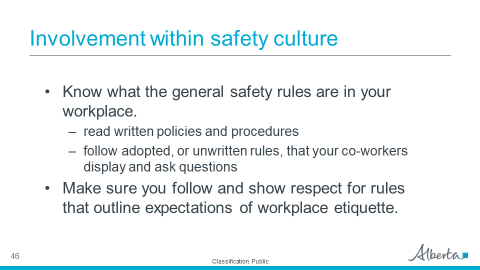 Involvement within safety culture
• Know what the general safety rules are in your
workplace.
– read written policies and procedures
– follow adopted, or unwritten rules, that your co-workers
display and ask questions
• Make sure you follow and show respect for rules
that outline expectations of workplace etiquette.
46
Classification: Public
Alberta